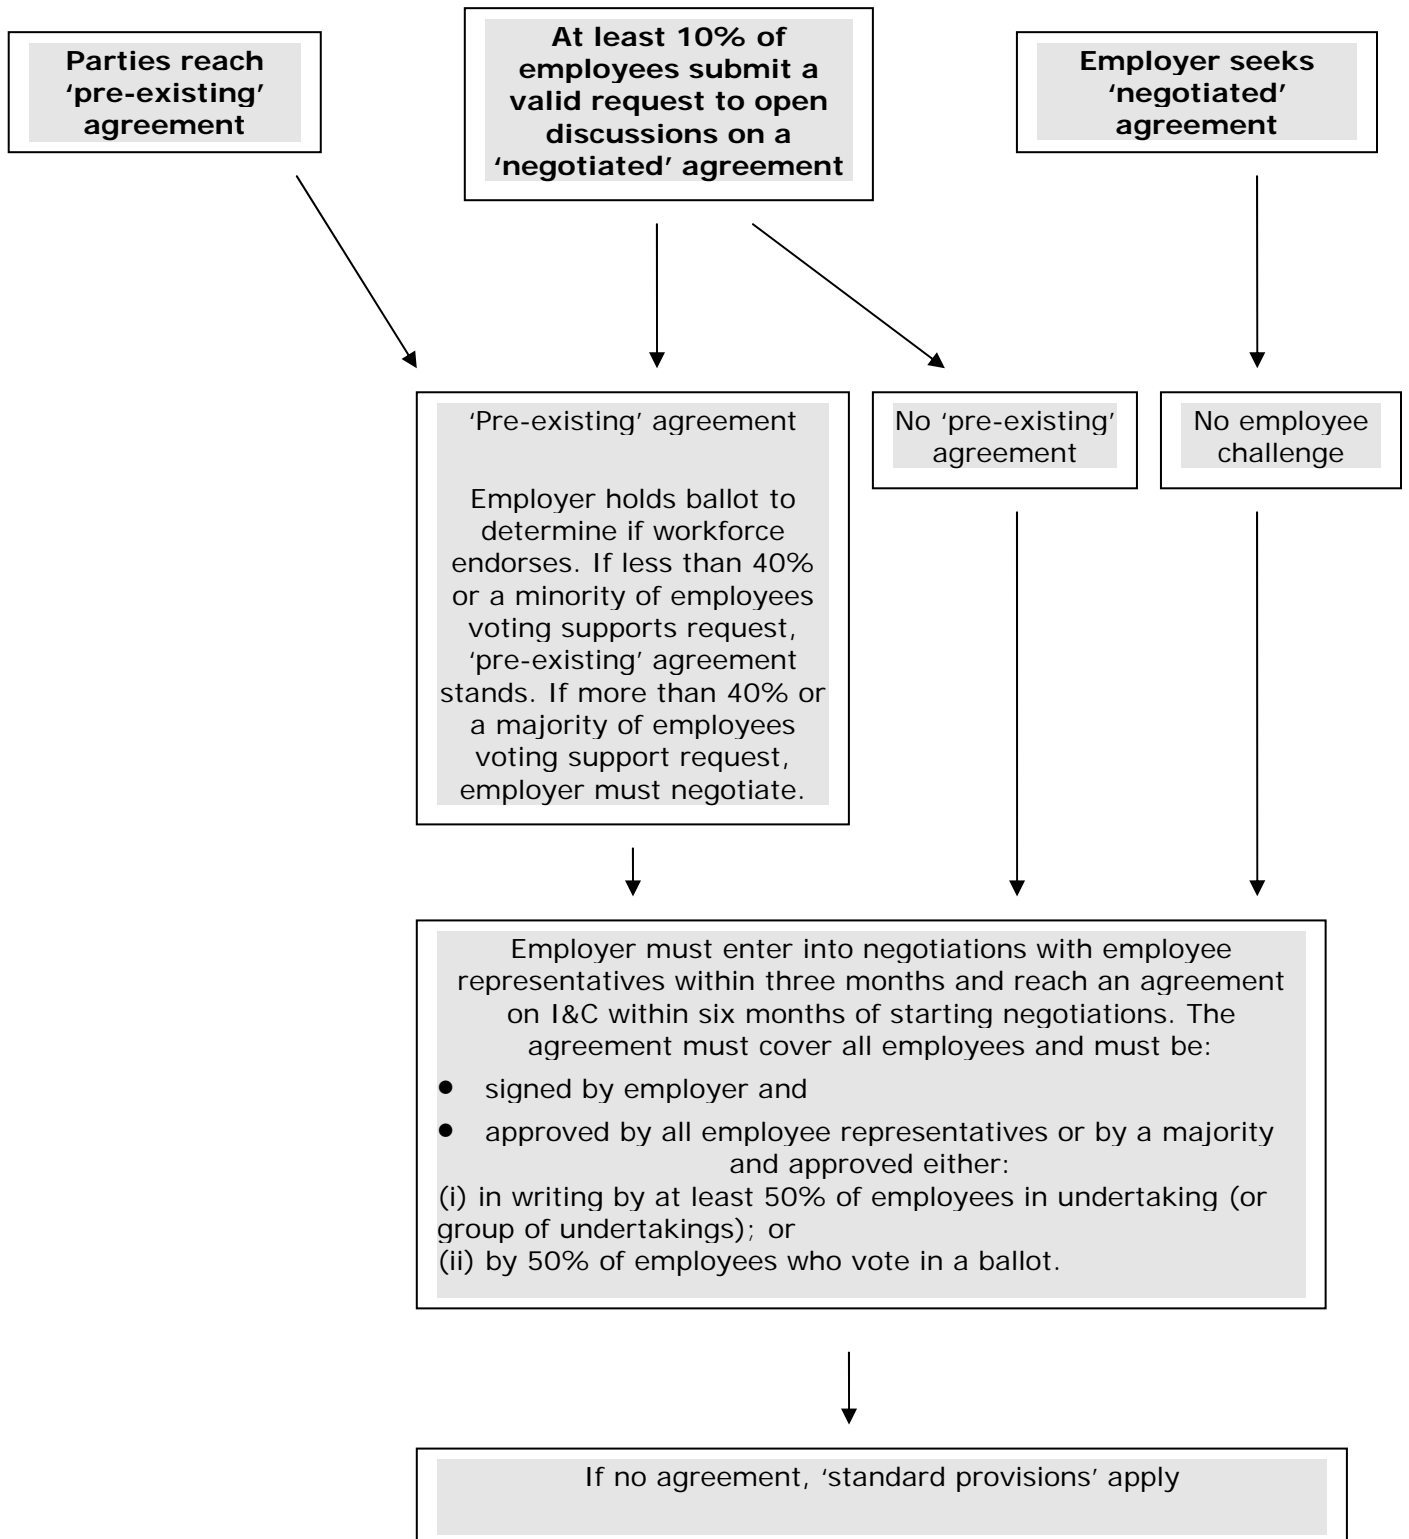 Parties reach
‘pre-existing’
agreement
At least 10% of
employees submit a
valid request to open
discussions on a
‘negotiated’ agreement
Employer seeks
‘negotiated’
agreement
‘Pre-existing’ agreement
Employer holds ballot to
determine if workforce
endorses. If less than 40%
or a minority of employees
voting supports request,
‘pre-existing’ agreement
stands. If more than 40% or
a majority of employees
voting support request,
employer must negotiate.
No ‘pre-existing’
agreement
No employee
challenge
Employer must enter into negotiations with employee
representatives within three months and reach an agreement
on I&C within six months of starting negotiations. The
agreement must cover all employees and must be:
● signed by employer and
● approved by all employee representatives or by a majority
and approved either:
(i) in writing by at least 50% of employees in undertaking (or
group of undertakings); or
(ii) by 50% of employees who vote in a ballot.
If no agreement, ‘standard provisions’ apply